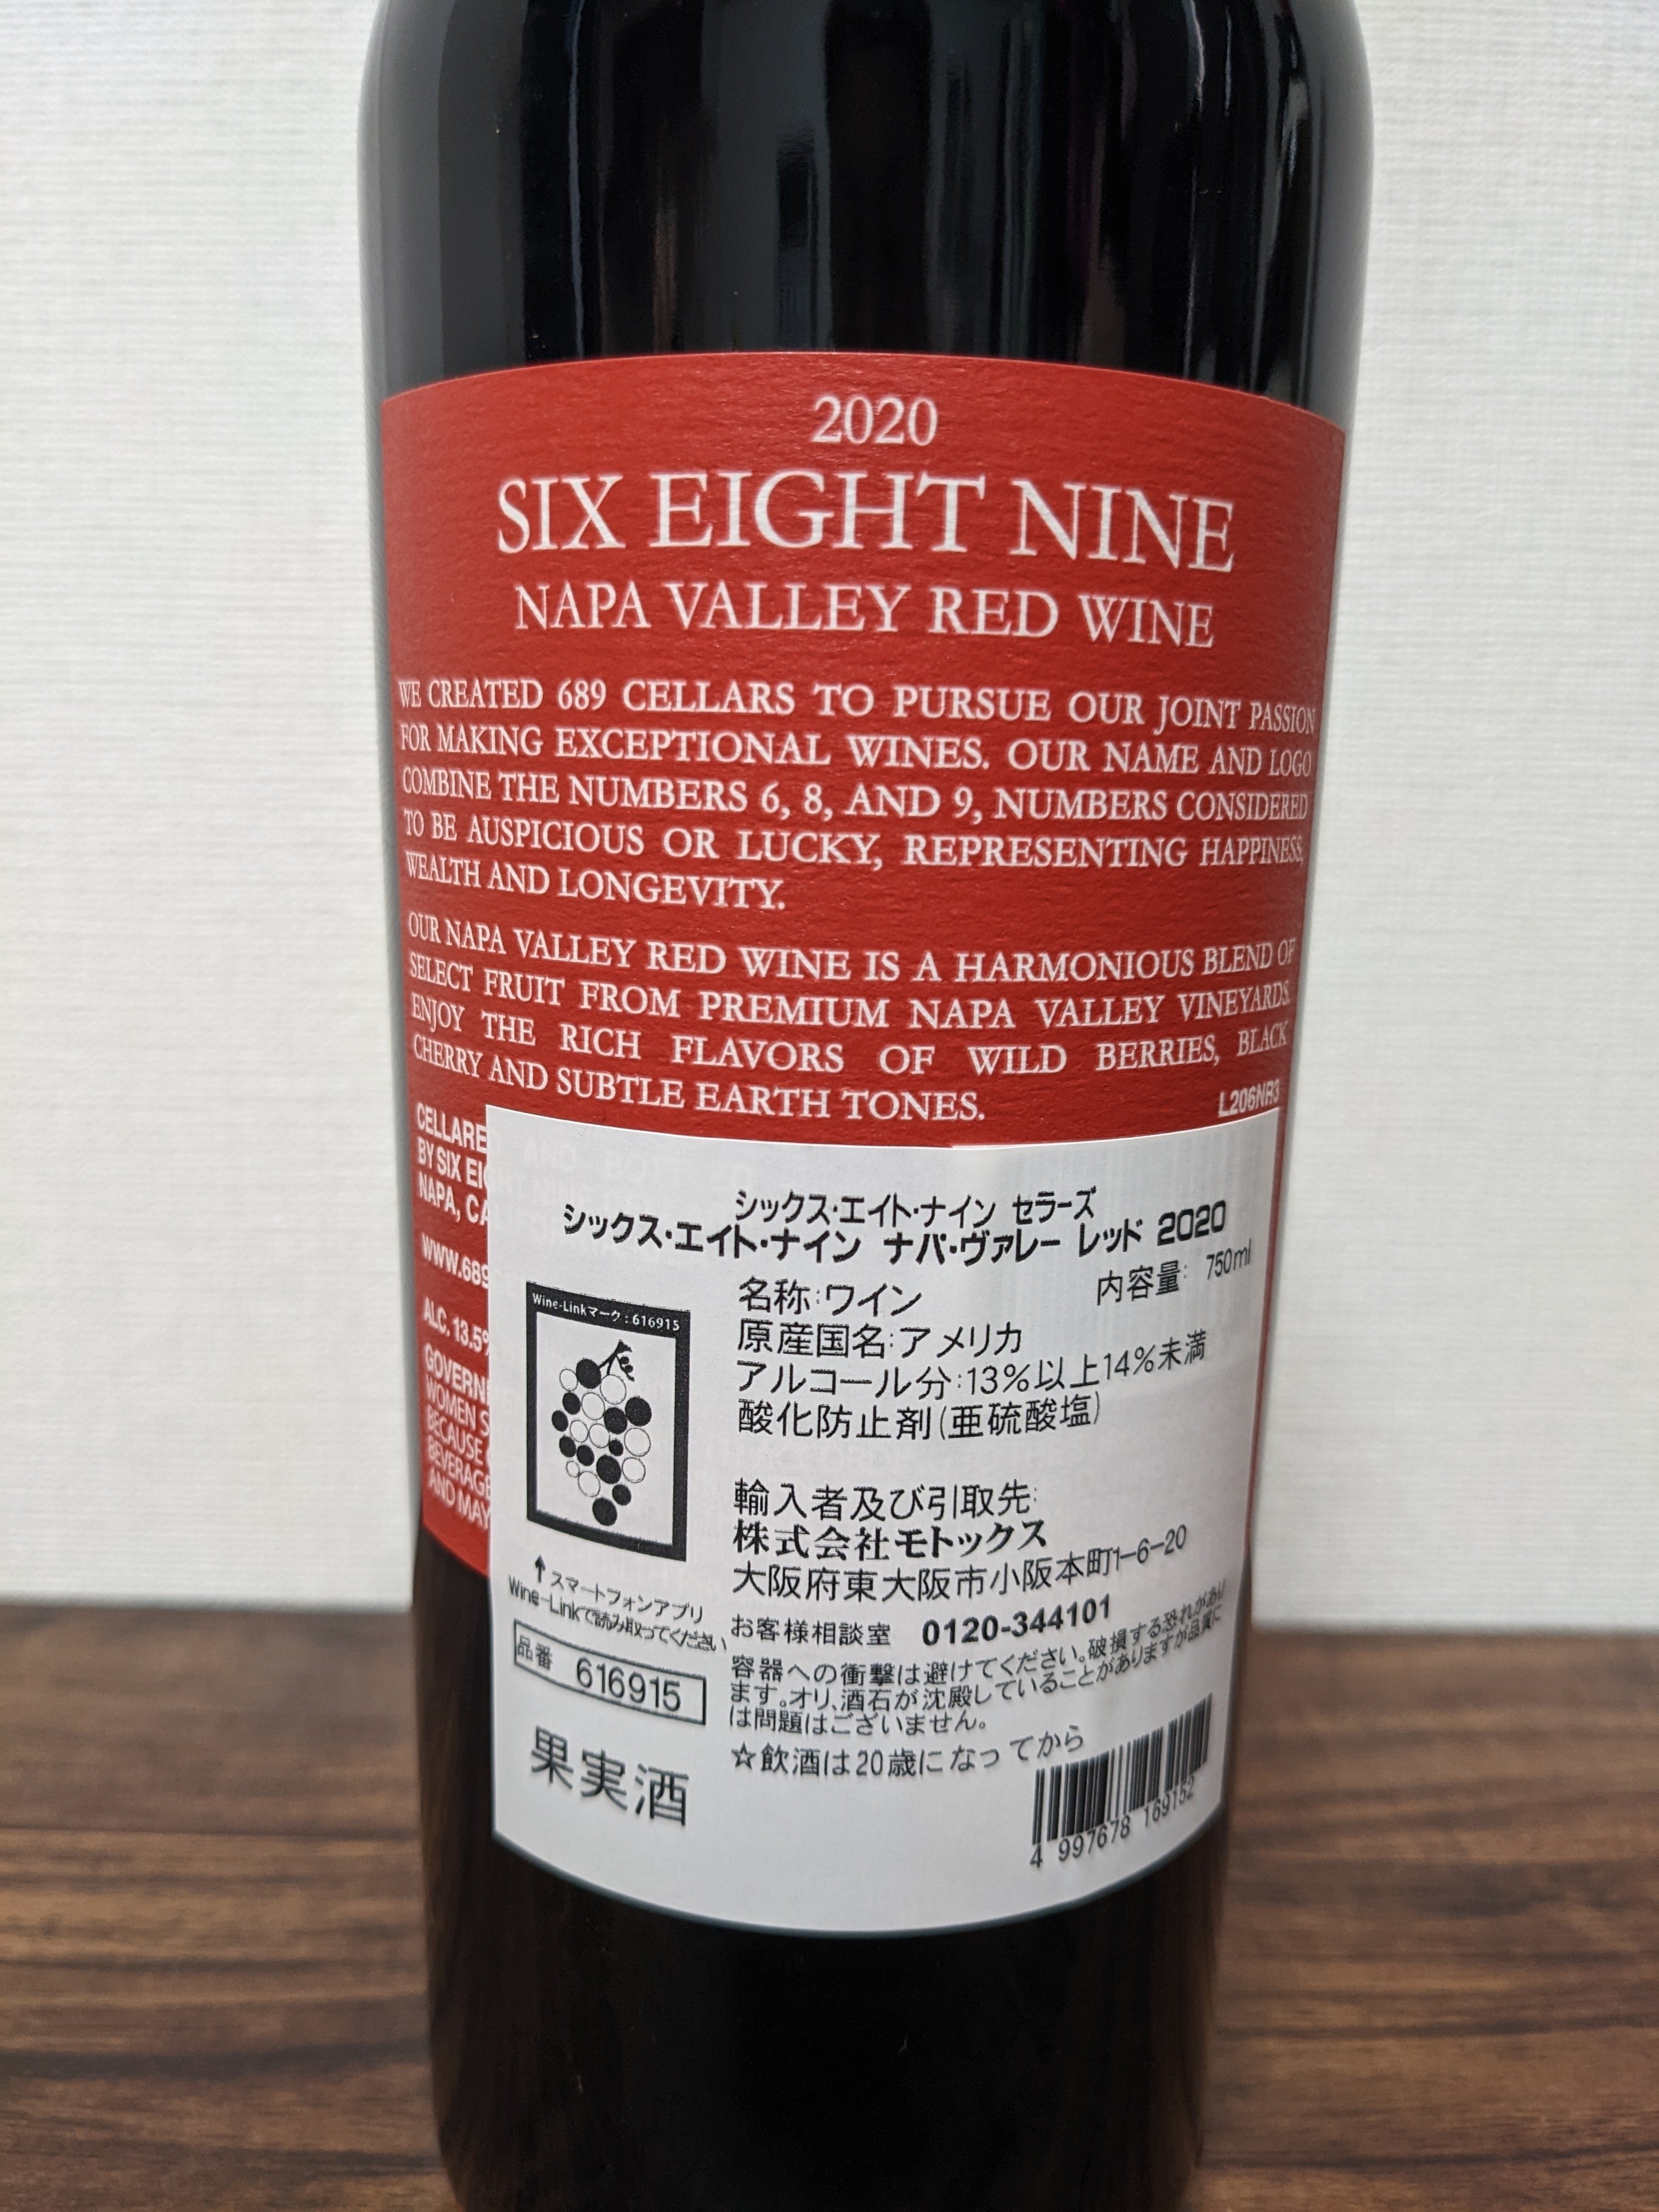 2020
SIX EIGHT NINE
NAPA VALLEY RED WINE
WE CREATED 689 CELLARS TO PURSUE OUR JOINT PASSION
FOR MAKING EXCEPTIONAL WINES. OUR NAME AND LOGO
COMBINE THE NUMBERS 6, 8, AND 9, NUMBERS CONSIDERED
TO BE AUSPICIOUS OR LUCKY, REPRESENTING HAPPINESS,
WEALTH AND LONGEVITY.
OUR NAPA VALLEY RED WINE IS A HARMONIOUS BLEND OF
SELECT FRUIT FROM PREMIUM NAPA VALLEY VINEYARDS.
ENJOY THE RICH FLAVORS OF WILD BERRIES, BLACK
CHERRY AND SUBTLE EARTH TONES.
L206NR3
CELLARE
BY SIX EIG
NAPA, CA
WWW.689
ALC. 13.5%
GOVERN
WOMEN S
BECAUSE
BEVERAGE
AND MAY
シックス・エイト・ナイン セラーズ
シックス・エイト・ナイン ナパ・ヴァレー レッド 2020
名称:ワイン 内容量: 750ml
原産国名:アメリカ
アルコール分:13%以上14%未満
酸化防止剤(亜硫酸塩)
輸入者及び引取先:
株式会社モトックス
大阪府東大阪市小阪本町1-6-20
お客様相談室 0120-344101
容器への衝撃は避けてください。破損する恐れがあり
ます。オリ、酒石が沈殿していることがありますが品質に
は問題はございません。
☆飲酒は20歳になってから
Wine-Linkマーク:616915
↑スマートフォンアプリ
Wine-Linkで読み取ってください
品番 616915
果実酒
4 997678 169152